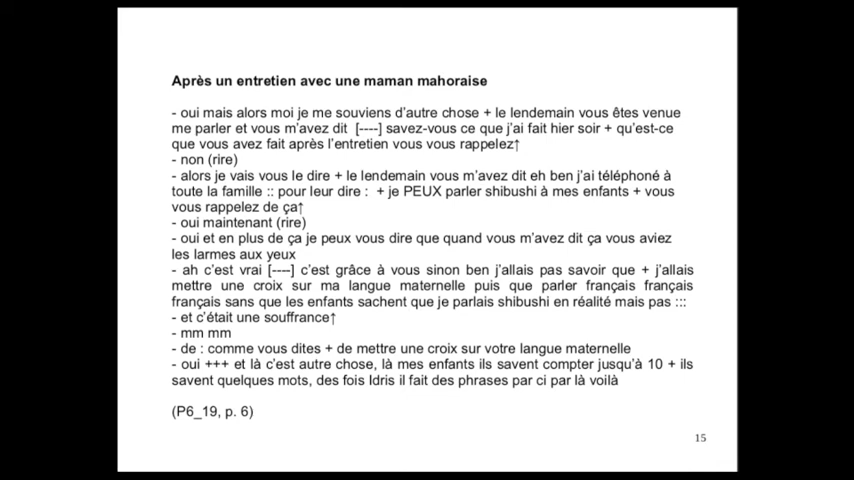 Après un entretien avec une maman mahoraise
- oui mais alors moi je me souviens d'autre chose + le lendemain vous êtes venue
me parler et vous m'avez dit [----] savez-vous ce que j'ai fait hier soir + qu'est-ce
que vous avez fait après l'entretien vous vous rappelez↑
- non (rire)
- alors je vais vous le dire + le lendemain vous m'avez dit eh ben j'ai téléphoné à
toute la famille :: pour leur dire : + je PEUX parler shibushi à mes enfants + vous
vous rappelez de ça↑
- oui maintenant (rire)
- oui et en plus de ça je peux vous dire que quand vous m'avez dit ça vous aviez
les larmes aux yeux
- ah c'est vrai [----] c'est grâce à vous sinon ben j'allais pas savoir que + j'allais
mettre une croix sur ma langue maternelle puis que parler français français
français sans que les enfants sachent que je parlais shibushi en réalité mais pas :::
- et c'était une souffrance↑
- mm mm
- de : comme vous dites + de mettre une croix sur votre langue maternelle
- oui +++ et là c'est autre chose, là mes enfants ils savent compter jusqu'à 10 + ils
savent quelques mots, des fois Idris il fait des phrases par ci par là voilà
(P6_19, p. 6)
15